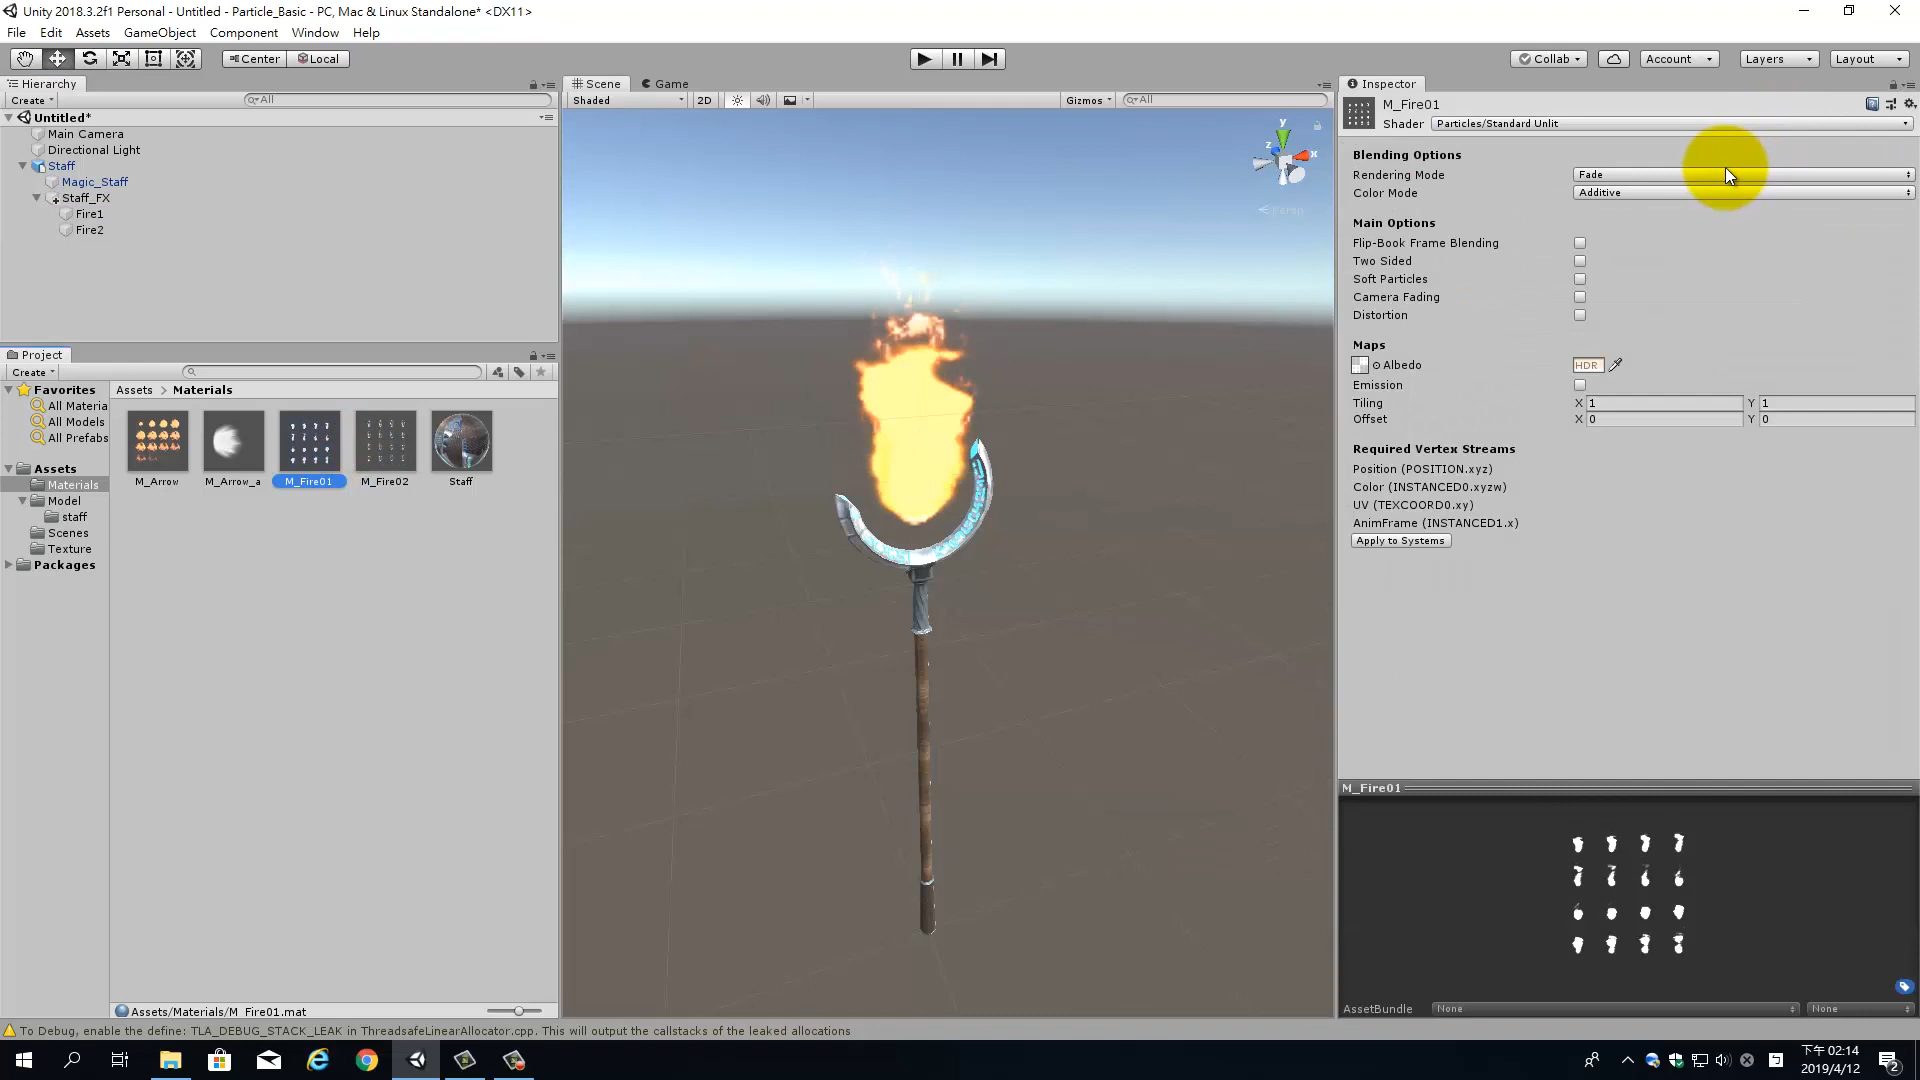 Unity 2018.3.2f1 Personal - Untitled - Particle_Basic - PC, Mac & Linux Standalone* <DX11>
File Edit Assets GameObject Component Window Help
Center Local Collab Account Layers Layout
Hierarchy
Create All
Untitled*
Main Camera
Directional Light
Staff
Magic_Staff
Staff_FX
Fire1
Fire2
Project
Create
Favorites
All Materia
All Models
All Prefabs
Assets
Materials
Model
staff
Scenes
Texture
Packages
Assets > Materials
M_Arrow M_Arrow_a M_Fire01 M_Fire02 Staff
Assets/Materials/M_Fire01.mat
Scene Game
Shaded 2D Gizmos All
y
z x
Persp
Inspector
M_Fire01
Shader Particles/Standard Unlit
Blending Options
Rendering Mode Fade
Color Mode Additive
Main Options
Flip-Book Frame Blending
Two Sided
Soft Particles
Camera Fading
Distortion
Maps
Albedo HDR
Emission
Tiling X 1 Y 1
Offset X 0 Y 0
Required Vertex Streams
Position (POSITION.xyz)
Color (INSTANCED0.xyzw)
UV (TEXCOORD0.xy)
AnimFrame (INSTANCED1.x)
Apply to Systems
M_Fire01
AssetBundle None None
To Debug, enable the define: TLA_DEBUG_STACK_LEAK in ThreadsafeLinearAllocator.cpp. This will output the callstacks of the leaked allocations
下午 02:14
2019/4/12
2